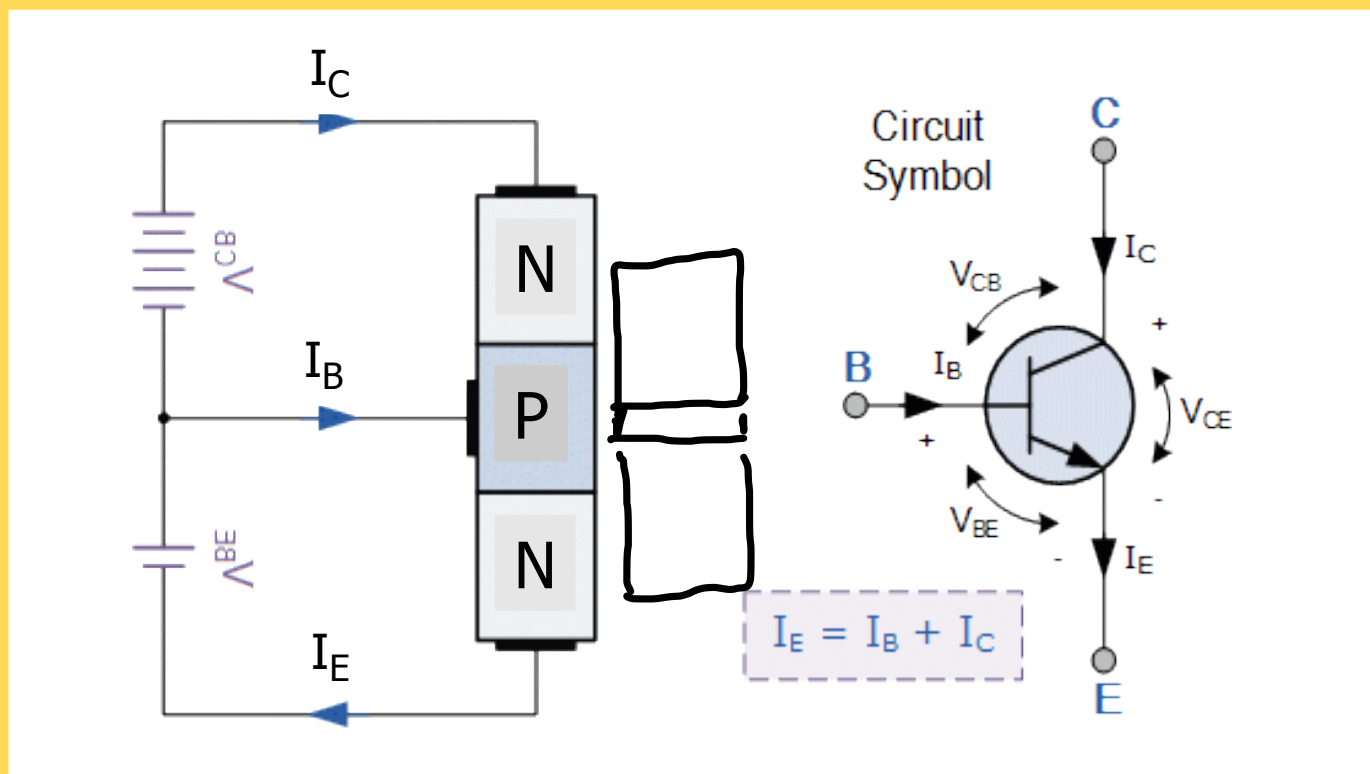 I_C
V_CB
N
I_B
P
V_BE
N
I_E
Circuit
Symbol
C
I_C
V_CB
+
B
I_B
V_CE
+
V_BE
-
-
I_E
I_E = I_B + I_C
E